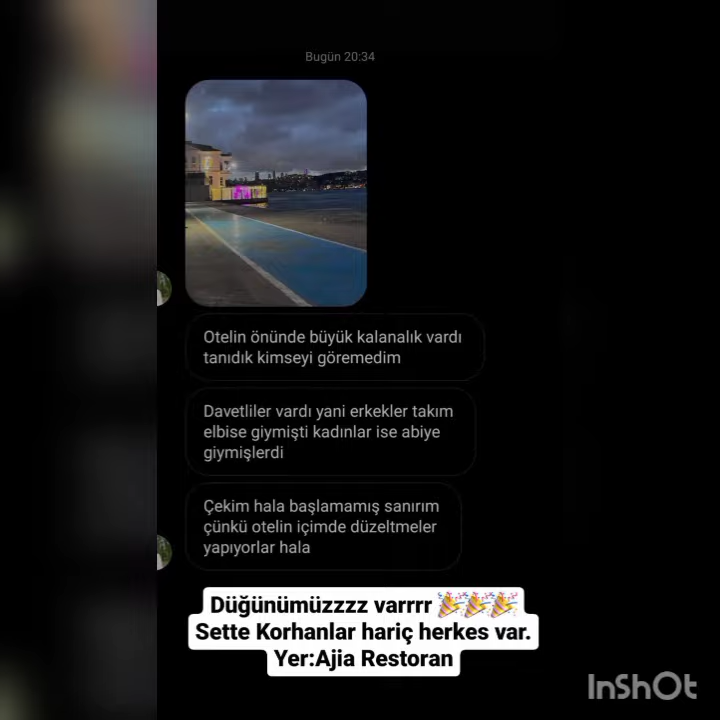 Bugün 20:34
Otelin önünde büyük kalanalık vardı
tanıdık kimseyi göremedim
Davetliler vardı yani erkekler takım
elbise giymişti kadınlar ise abiye
giymişlerdi
Çekim hala başlamamış sanırım
çünkü otelin içimde düzeltmeler
yapıyorlar hala
Düğünümüzzzz varrrr 🎉🎉🎉
Sette Korhanlar hariç herkes var.
Yer:Ajia Restoran
InShOt